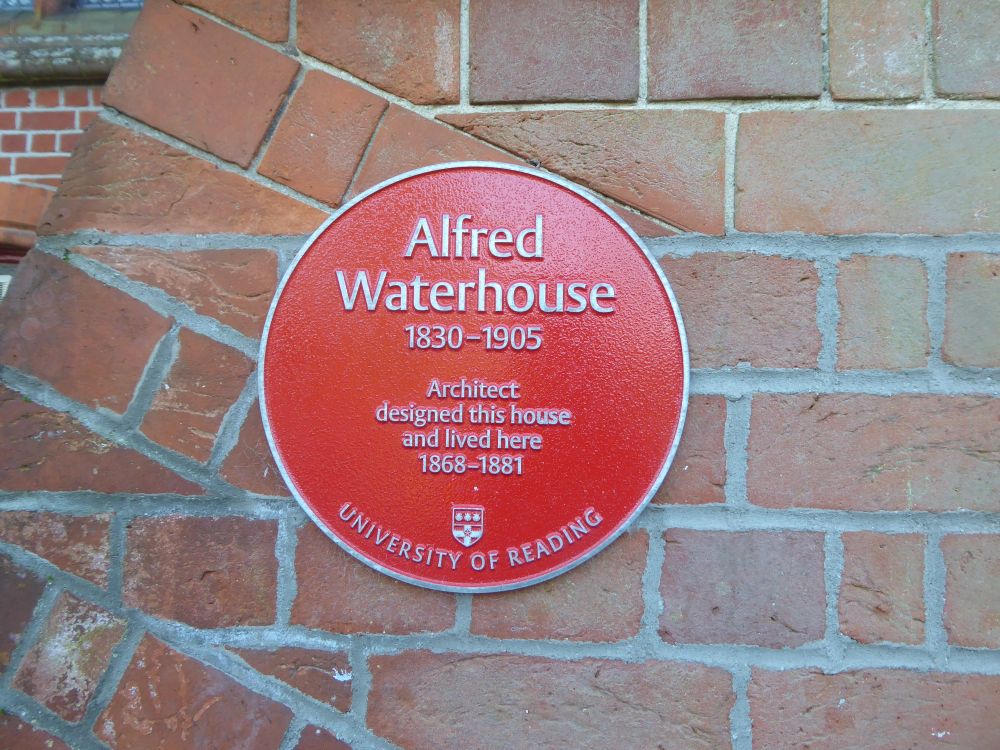 Alfred
Waterhouse
1830–1905
Architect
designed this house
and lived here
1868–1881
UNIVERSITY OF READING